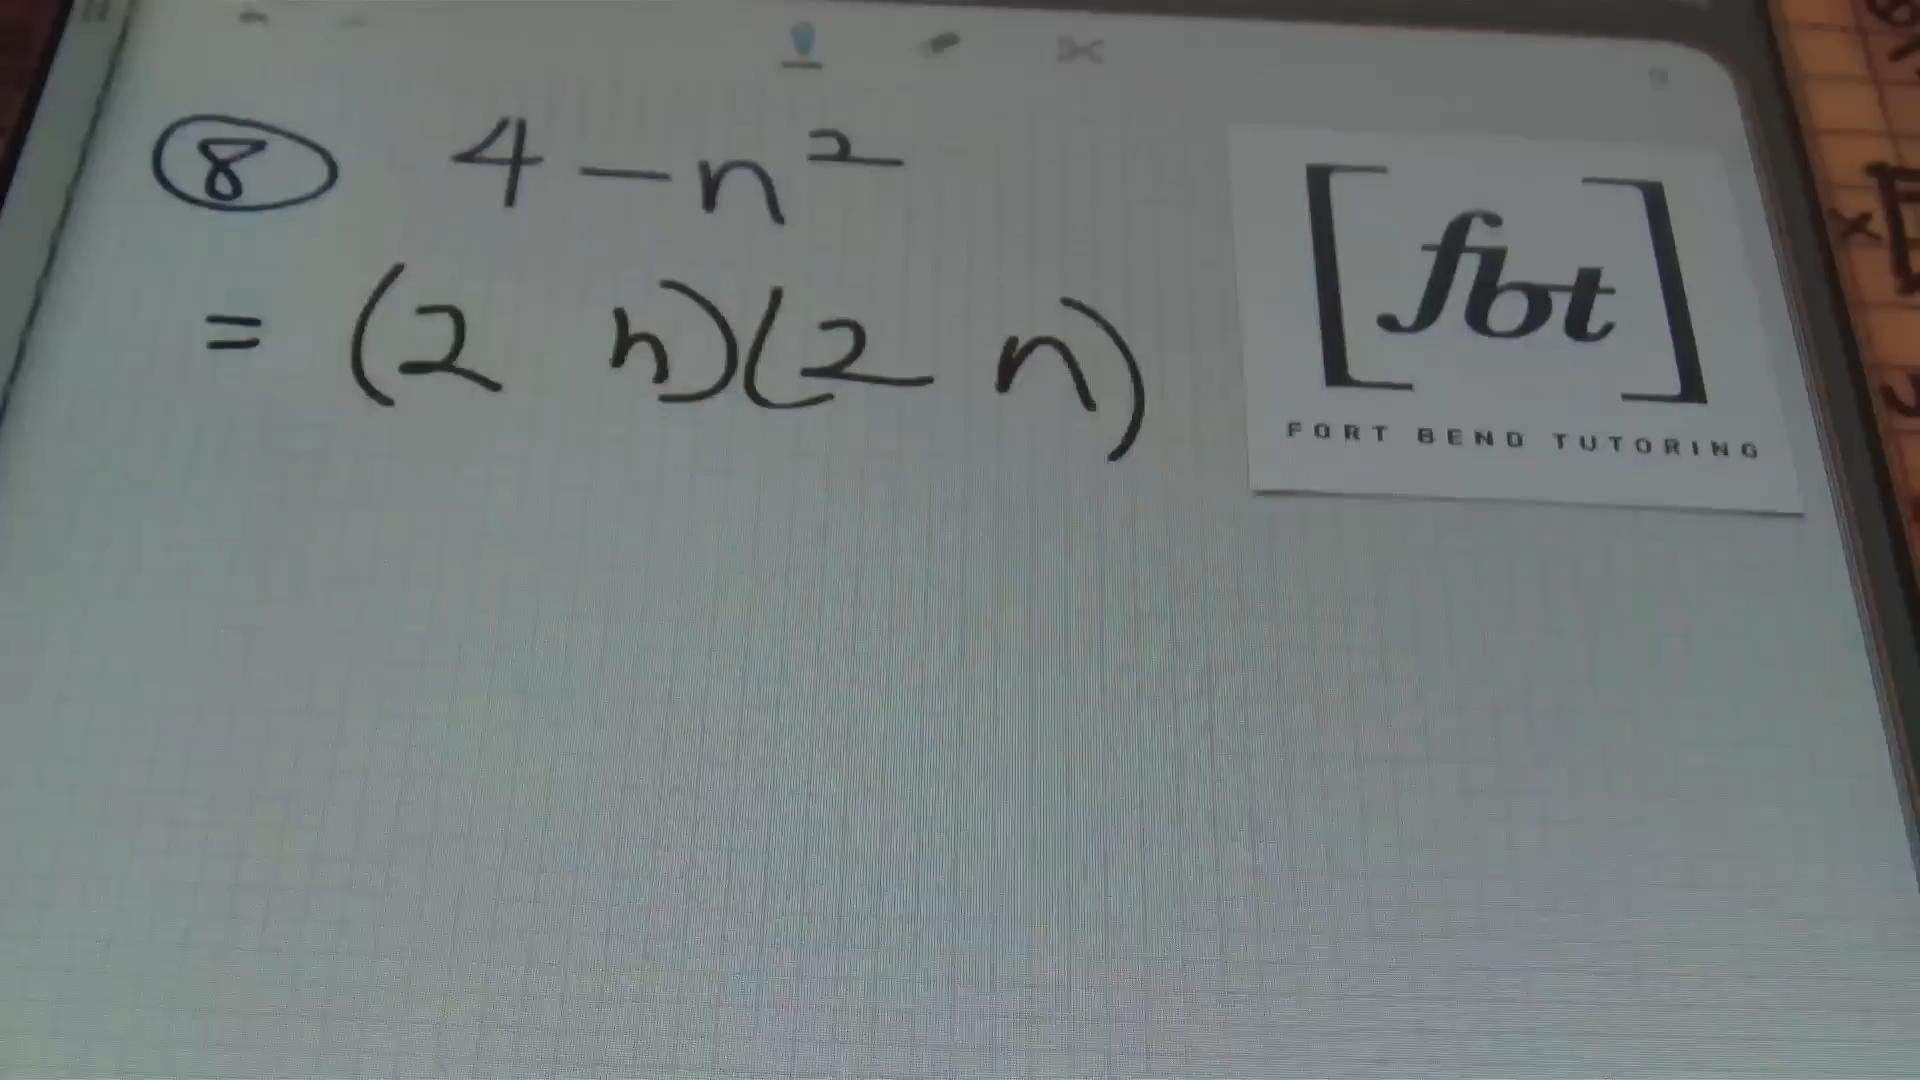 ⑧ 4 - n²
= (2 n)(2 n)
[fbt]
FORT BEND TUTORING